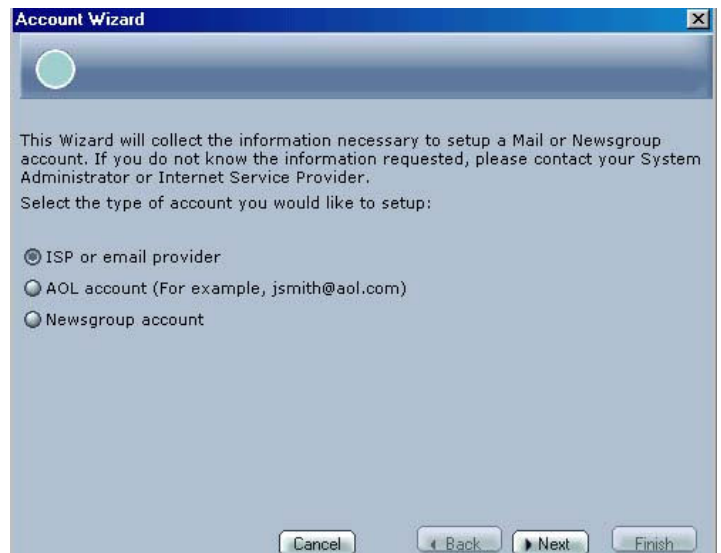 Account Wizard
This Wizard will collect the information necessary to setup a Mail or Newsgroup
account. If you do not know the information requested, please contact your System
Administrator or Internet Service Provider.
Select the type of account you would like to setup:
ISP or email provider
AOL account (For example, jsmith@aol.com)
Newsgroup account
Cancel Back Next Finish